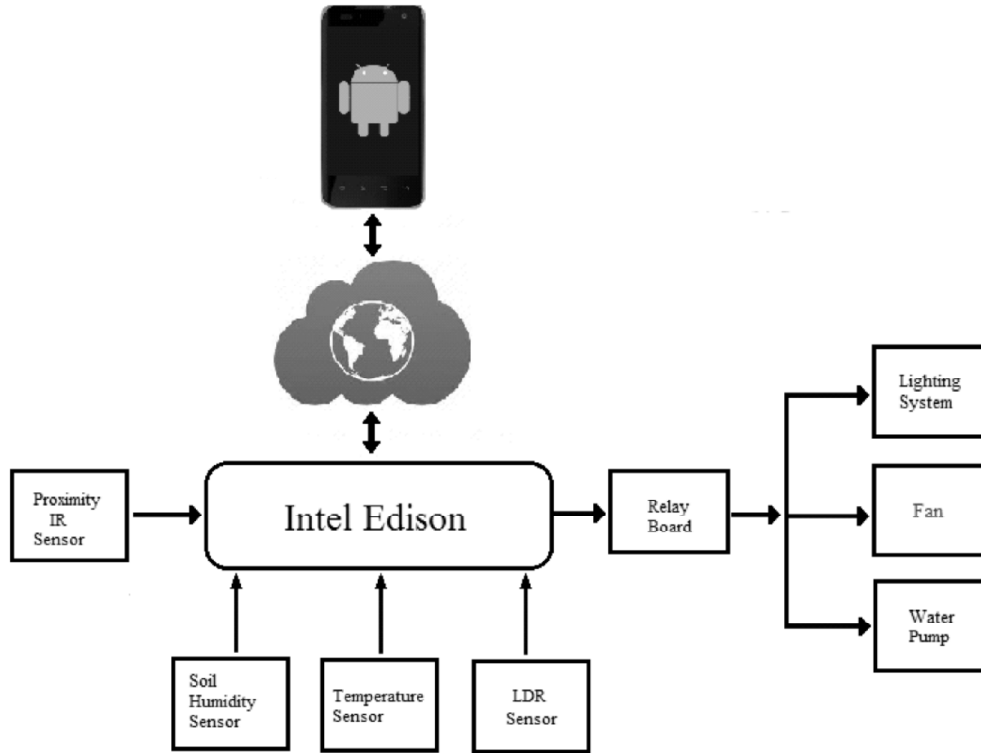 Proximity
IR
Sensor
Intel Edison
Relay
Board
Lighting
System
Fan
Water
Pump
Soil
Humidity
Sensor
Temperature
Sensor
LDR
Sensor